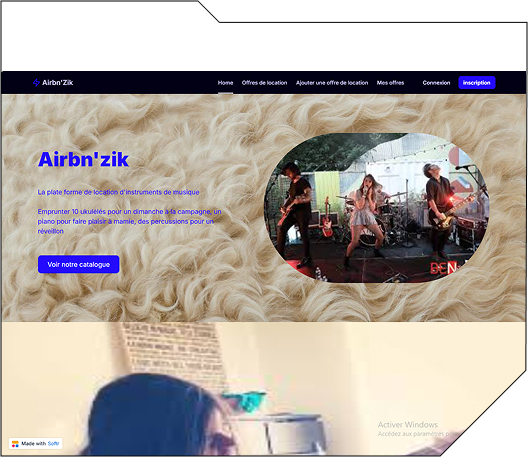 Airbn'Zik
Home Offres de location Ajouter une offre de location Mes offres Connexion Inscription
Airbn'zik
La plate forme de location d'instruments de musique
Emprunter 10 ukulélés pour un dimanche à la campagne, un
piano pour faire plaisir à mamie, des percussions pour un
réveillon
Voir notre catalogue
DEN
Activer Windows
Accédez aux paramètres
Made with Softr